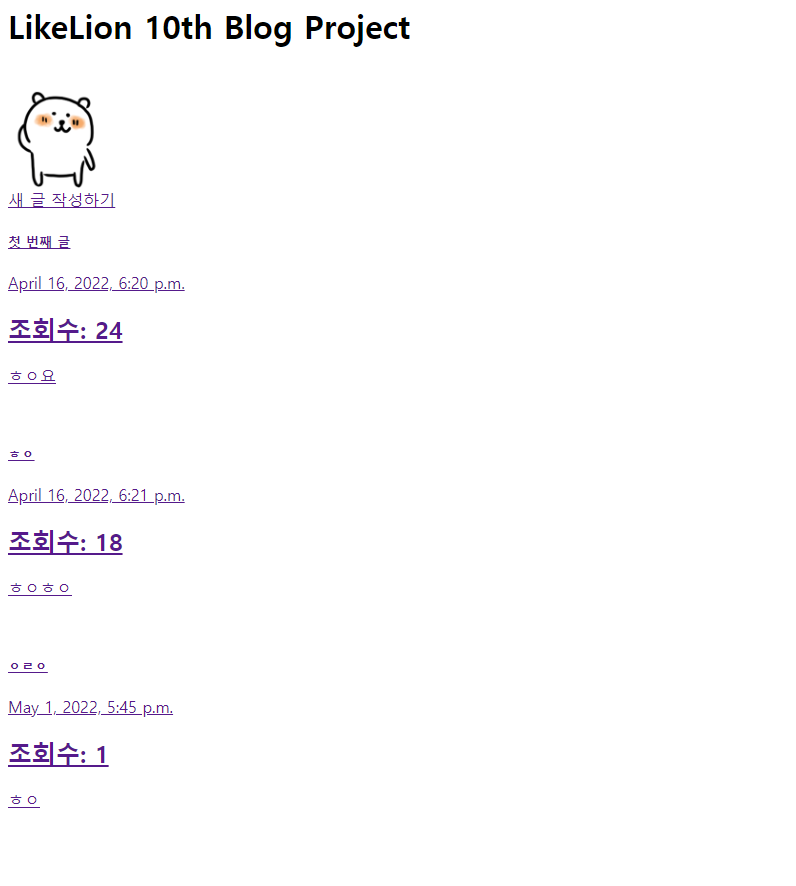 LikeLion 10th Blog Project
새 글 작성하기
첫 번째 글
April 16, 2022, 6:20 p.m.
조회수: 24
ㅎㅇ요
ㅎㅇ
April 16, 2022, 6:21 p.m.
조회수: 18
ㅎㅇㅎㅇ
ㅇㄹㅇ
May 1, 2022, 5:45 p.m.
조회수: 1
ㅎㅇ